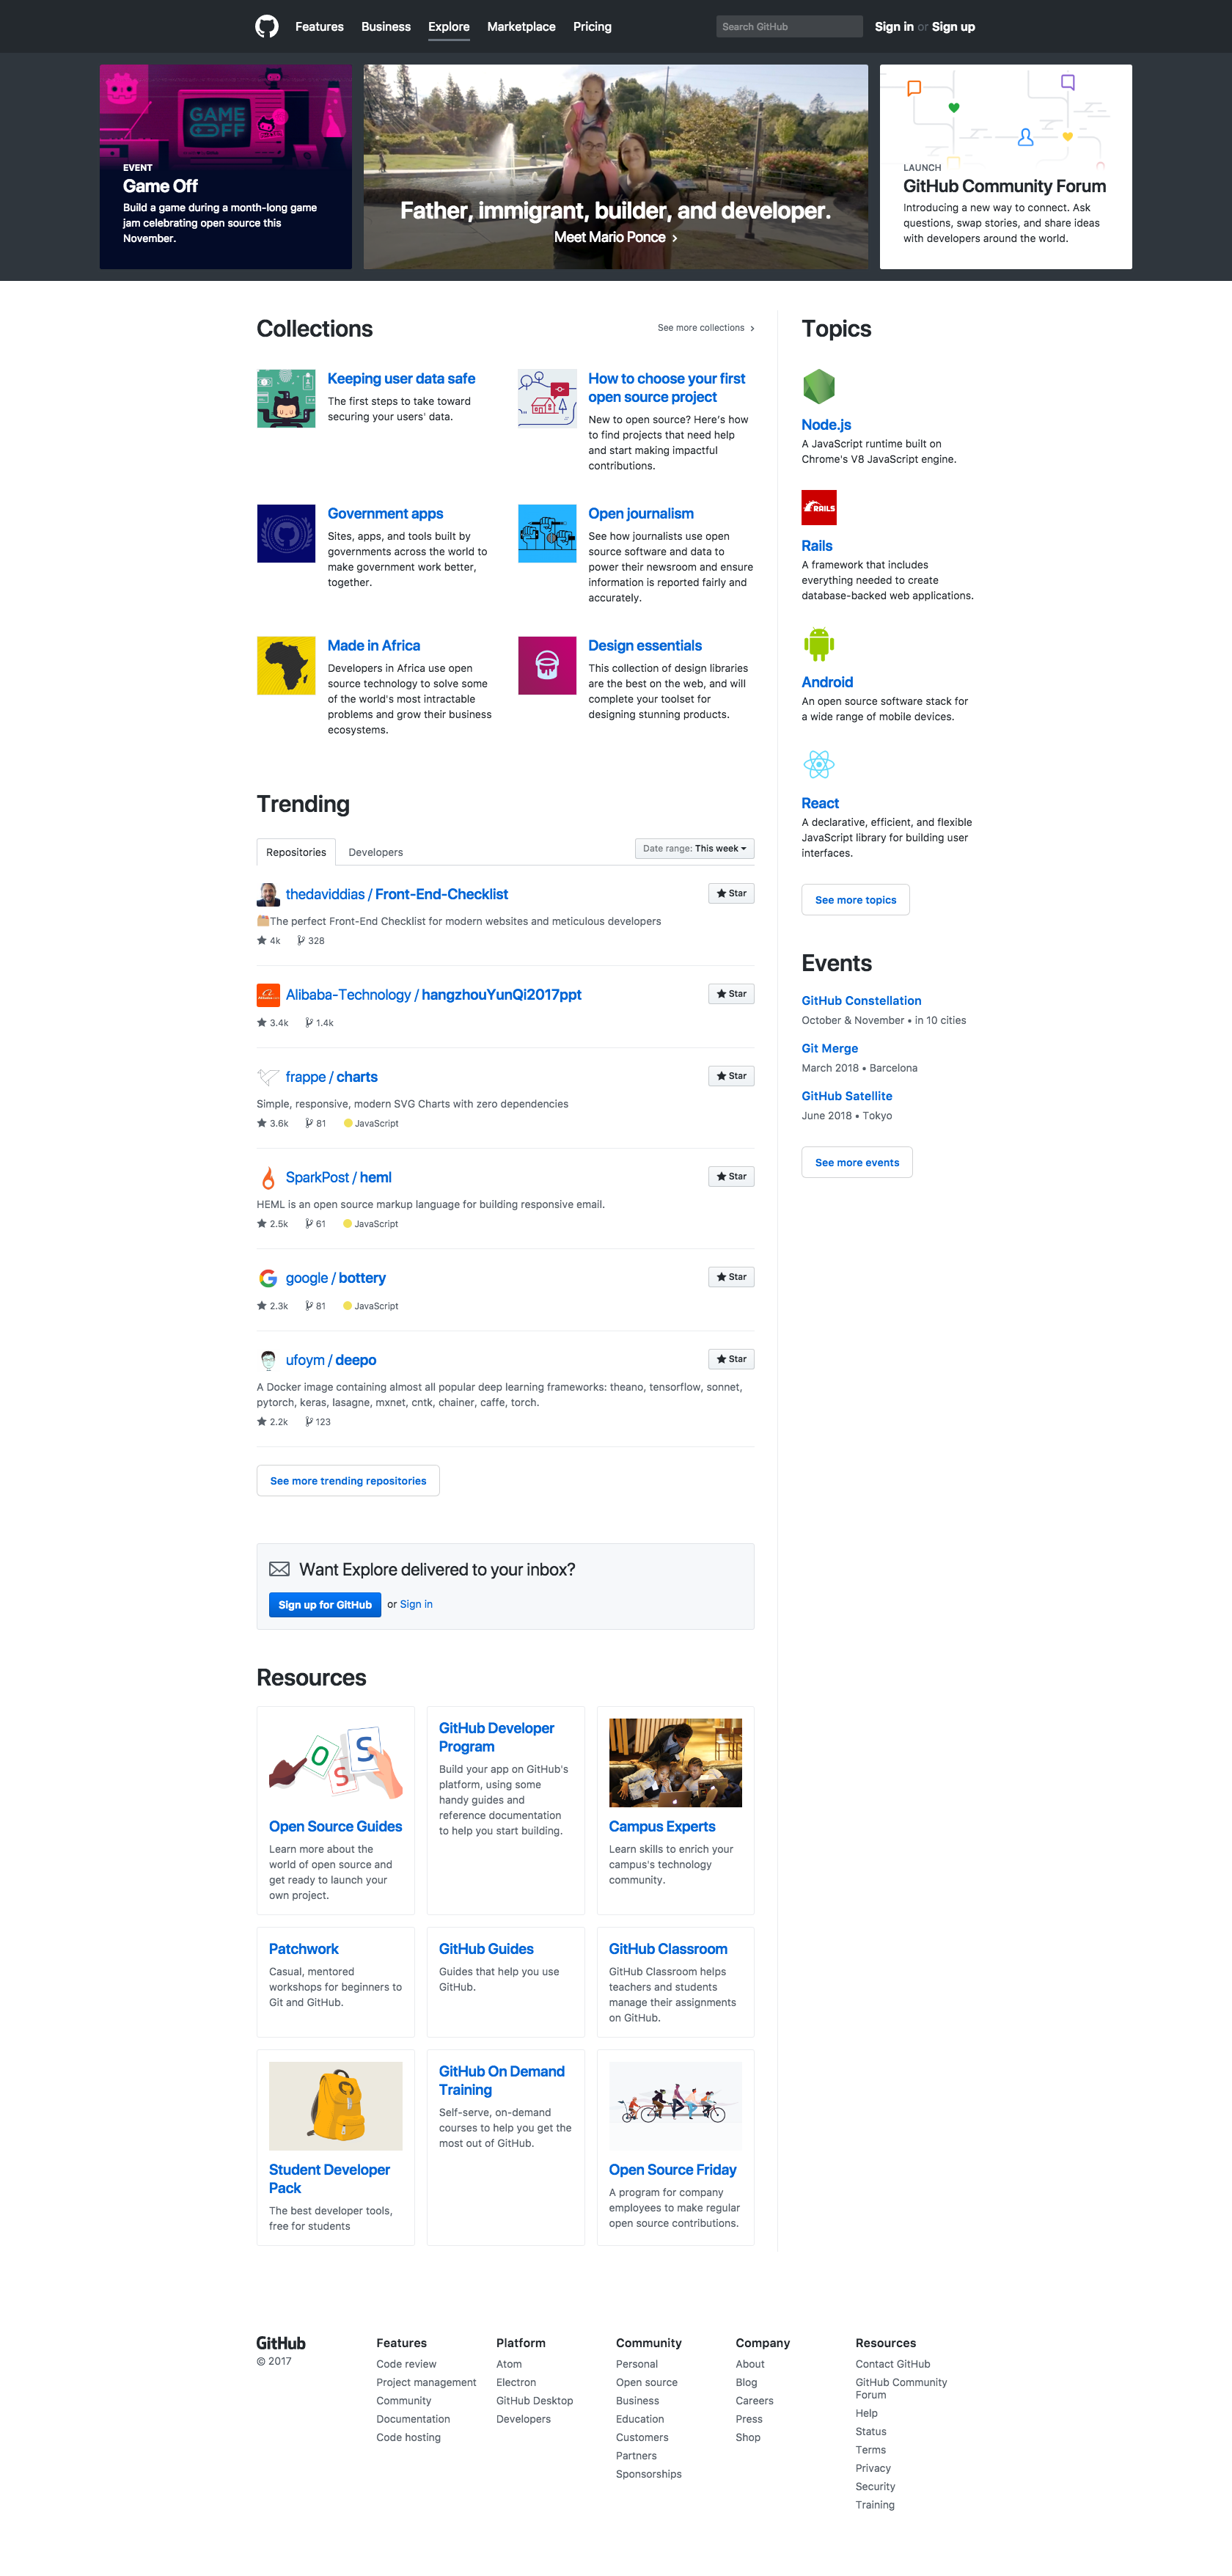 Features Business Explore Marketplace Pricing
Search GitHub
Sign in or Sign up
GAME
OFF
EVENT
Game Off
Build a game during a month-long game
jam celebrating open source this
November.
Father, immigrant, builder, and developer.
Meet Mario Ponce
LAUNCH
GitHub Community Forum
Introducing a new way to connect. Ask
questions, swap stories, and share ideas
with developers around the world.
Collections
See more collections
Keeping user data safe
The first steps to take toward
securing your users' data.
How to choose your first
open source project
New to open source? Here's how
to find projects that need help
and start making impactful
contributions.
Government apps
Sites, apps, and tools built by
governments across the world to
make government work better,
together.
Open journalism
See how journalists use open
source software and data to
power their newsroom and ensure
information is reported fairly and
accurately.
Made in Africa
Developers in Africa use open
source technology to solve some
of the world's most intractable
problems and grow their business
ecosystems.
Design essentials
This collection of design libraries
are the best on the web, and will
complete your toolset for
designing stunning products.
Trending
Repositories
Developers
Date range: This week
thedaviddias / Front-End-Checklist
Star
The perfect Front-End Checklist for modern websites and meticulous developers
4k 328
Alibaba-Technology / hangzhouYunQi2017ppt
Star
3.4k 1.4k
frappe / charts
Star
Simple, responsive, modern SVG Charts with zero dependencies
3.6k 81 JavaScript
SparkPost / heml
Star
HEML is an open source markup language for building responsive email.
2.5k 61 JavaScript
google / bottery
Star
2.3k 81 JavaScript
ufoym / deepo
Star
A Docker image containing almost all popular deep learning frameworks: theano, tensorflow, sonnet,
pytorch, keras, lasagne, mxnet, cntk, chainer, caffe, torch.
2.2k 123
See more trending repositories
Want Explore delivered to your inbox?
Sign up for GitHub or Sign in
Topics
Node.js
A JavaScript runtime built on
Chrome's V8 JavaScript engine.
RAILS
Rails
A framework that includes
everything needed to create
database-backed web applications.
Android
An open source software stack for
a wide range of mobile devices.
React
A declarative, efficient, and flexible
JavaScript library for building user
interfaces.
See more topics
Events
GitHub Constellation
October & November • in 10 cities
Git Merge
March 2018 • Barcelona
GitHub Satellite
June 2018 • Tokyo
See more events
Resources
O
S
S
Open Source Guides
Learn more about the
world of open source and
get ready to launch your
own project.
GitHub Developer
Program
Build your app on GitHub's
platform, using some
handy guides and
reference documentation
to help you start building.
Campus Experts
Learn skills to enrich your
campus's technology
community.
Patchwork
Casual, mentored
workshops for beginners to
Git and GitHub.
GitHub Guides
Guides that help you use
GitHub.
GitHub Classroom
GitHub Classroom helps
teachers and students
manage their assignments
on GitHub.
Student Developer
Pack
The best developer tools,
free for students
GitHub On Demand
Training
Self-serve, on-demand
courses to help you get the
most out of GitHub.
Open Source Friday
A program for company
employees to make regular
open source contributions.
GitHub
© 2017
Features
Code review
Project management
Community
Documentation
Code hosting
Platform
Atom
Electron
GitHub Desktop
Developers
Community
Personal
Open source
Business
Education
Customers
Partners
Sponsorships
Company
About
Blog
Careers
Press
Shop
Resources
Contact GitHub
GitHub Community
Forum
Help
Status
Terms
Privacy
Security
Training